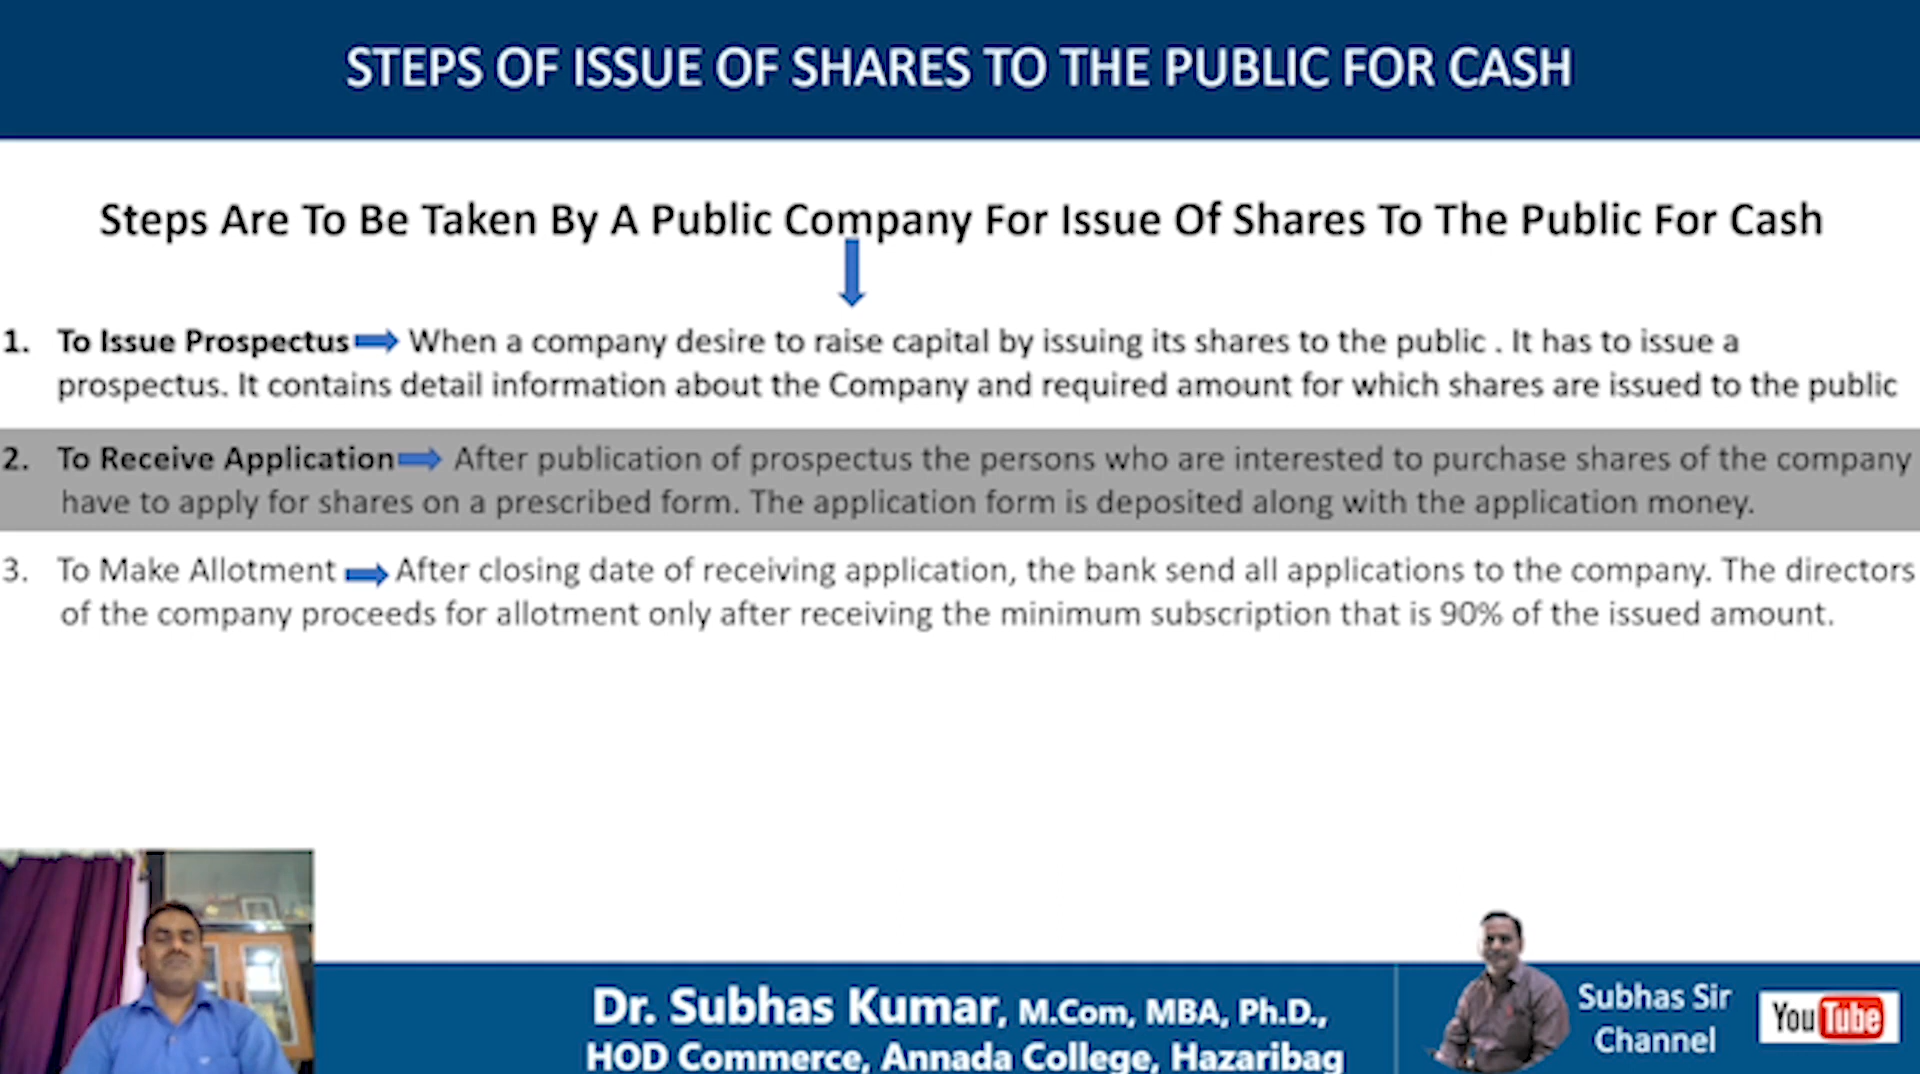 STEPS OF ISSUE OF SHARES TO THE PUBLIC FOR CASH
Steps Are To Be Taken By A Public Company For Issue Of Shares To The Public For Cash
1. To Issue Prospectus When a company desire to raise capital by issuing its shares to the public . It has to issue a
prospectus. It contains detail information about the Company and required amount for which shares are issued to the public
2. To Receive Application After publication of prospectus the persons who are interested to purchase shares of the company
have to apply for shares on a prescribed form. The application form is deposited along with the application money.
3. To Make Allotment After closing date of receiving application, the bank send all applications to the company. The directors
of the company proceeds for allotment only after receiving the minimum subscription that is 90% of the issued amount.
Dr. Subhas Kumar, M.Com, MBA, Ph.D.,
HOD Commerce, Annada College, Hazaribag
Subhas Sir
Channel
YouTube